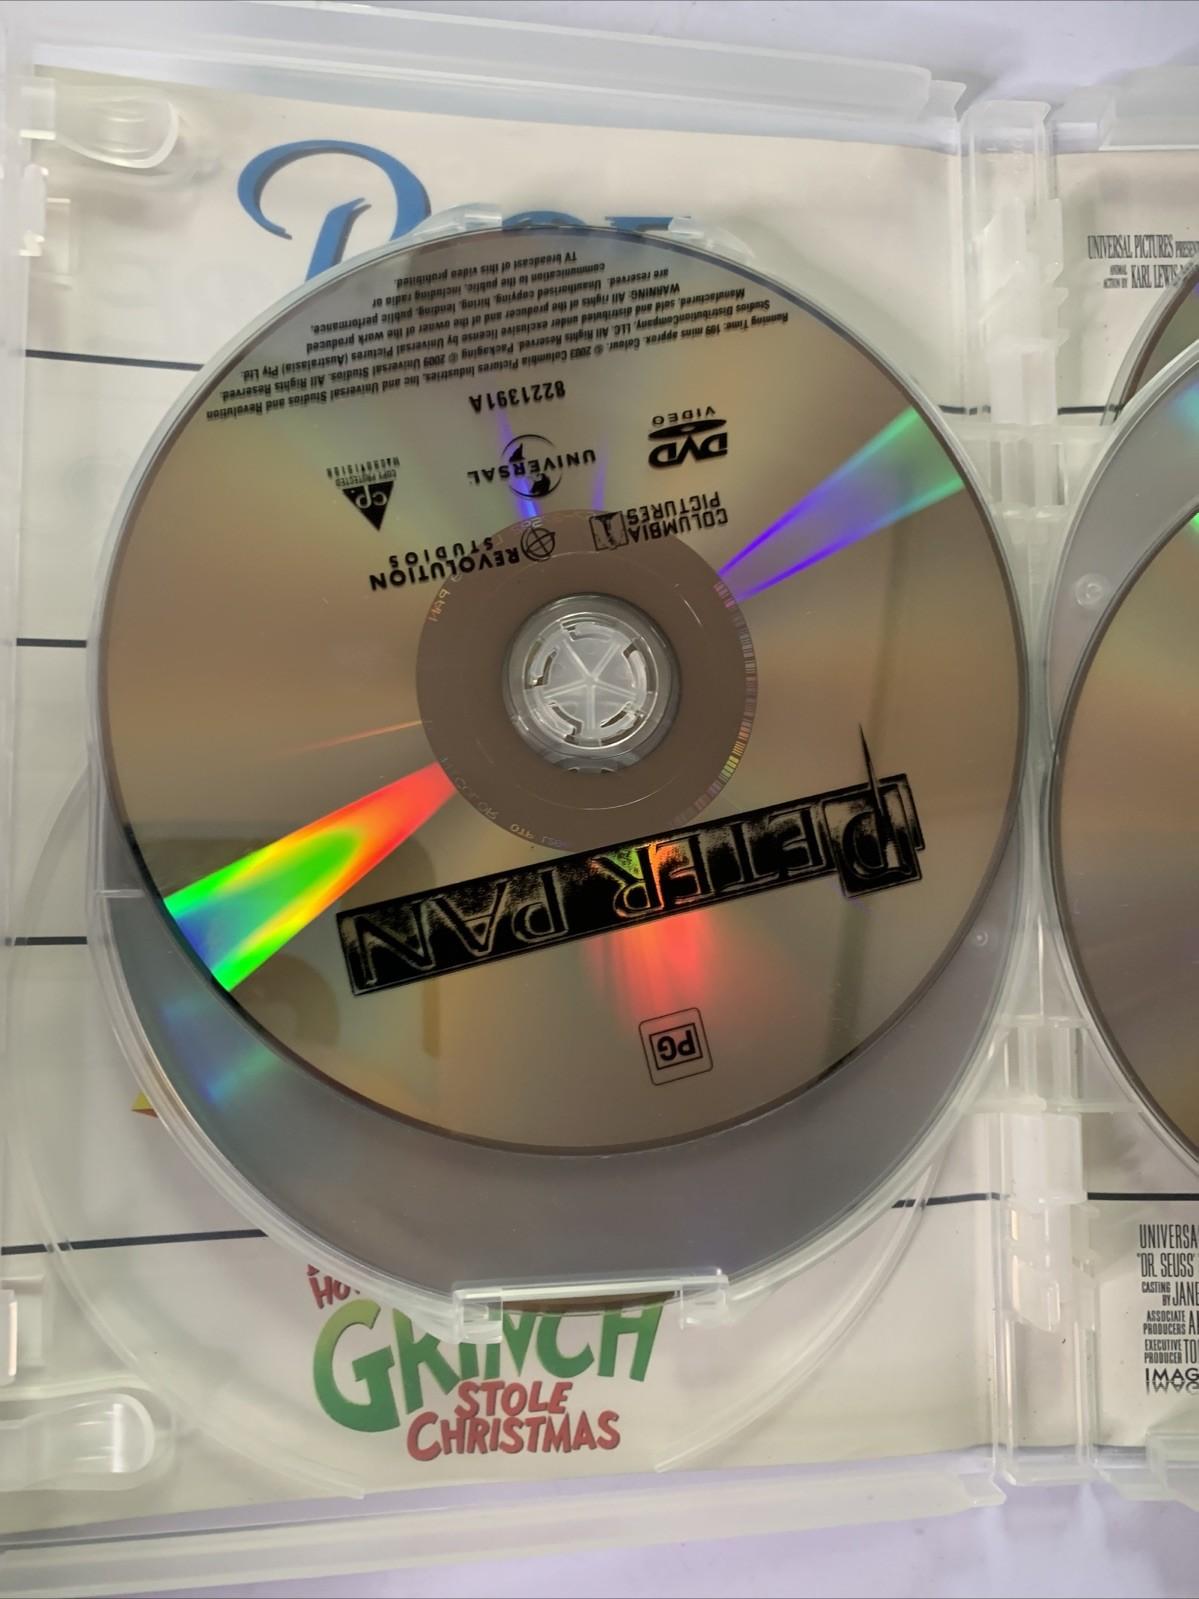 UNIVERSAL PICTURES
KARL LEWIS
ACTION BY
PG
PETER PAN
COLUMBIA
PICTURES
REVOLUTION
STUDIOS
DVD
VIDEO
UNIVERSAL
C.P.
COPY PROTECTED
MACROVISION
8221391A
Running Time: 109 mins approx. Colour. © 2003 Columbia Pictures Industries, Inc and Universal Studios and Revolution
Studios Distribution Company, LLC. All Rights Reserved. Packaging © 2009 Universal Studios. All Rights Reserved.
Manufactured, sold and distributed under exclusive license by Universal Pictures (Australasia) Pty Ltd.
WARNING: All rights of the producer and of the owner of the work produced
are reserved. Unauthorised copying, hiring, lending, public performance,
communication to the public, including radio or
TV broadcast of this video prohibited.
GRINCH
STOLE
CHRISTMAS
DR. SEUSS'
CASTING
BY JANE
ASSOCIATE
PRODUCERS
EXECUTIVE
PRODUCER